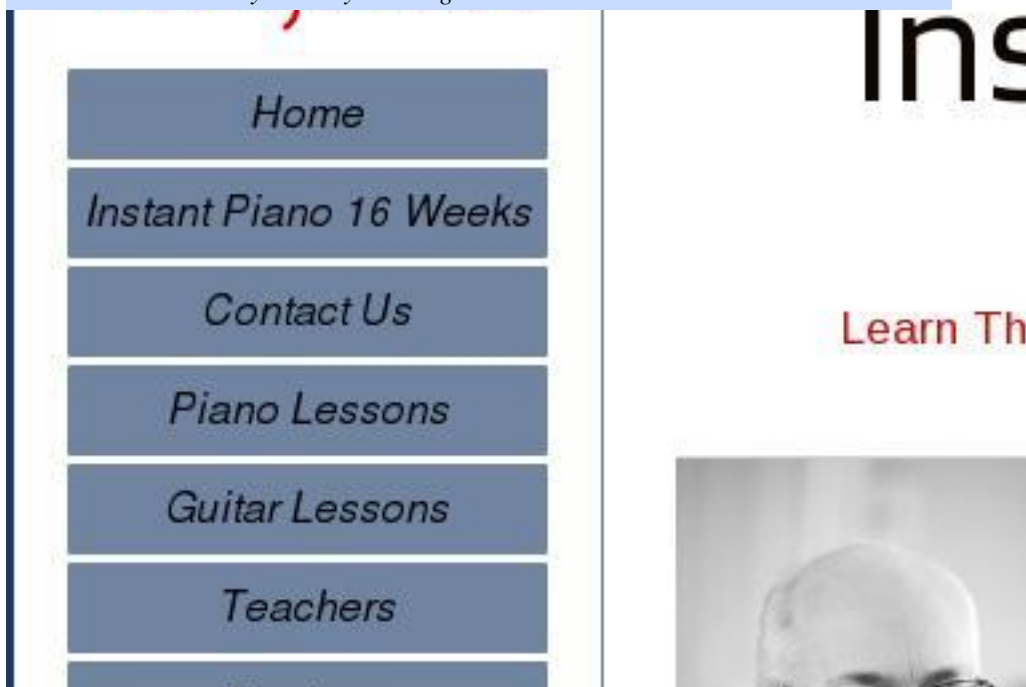 Home
Instant Piano 16 Weeks
Contact Us
Piano Lessons
Guitar Lessons
Teachers
Ins
Learn Th